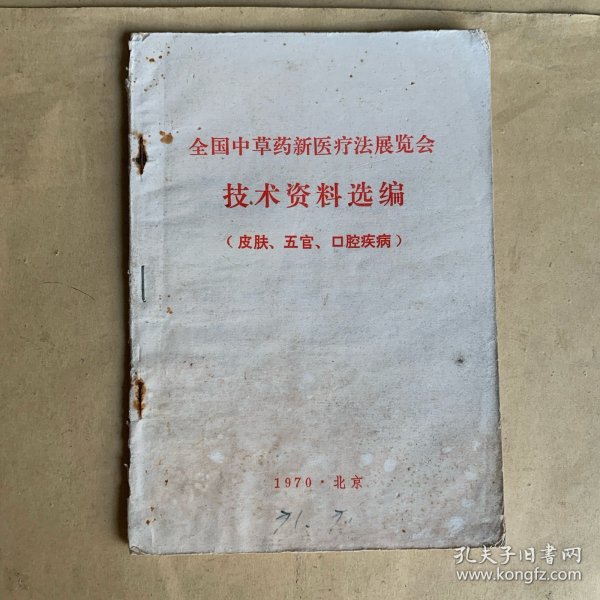 全国中草药新医疗法展览会
技术资料选编
（皮肤、五官、口腔疾病）
1970·北京
71.7
孔夫子旧书网
www.kongfz.com